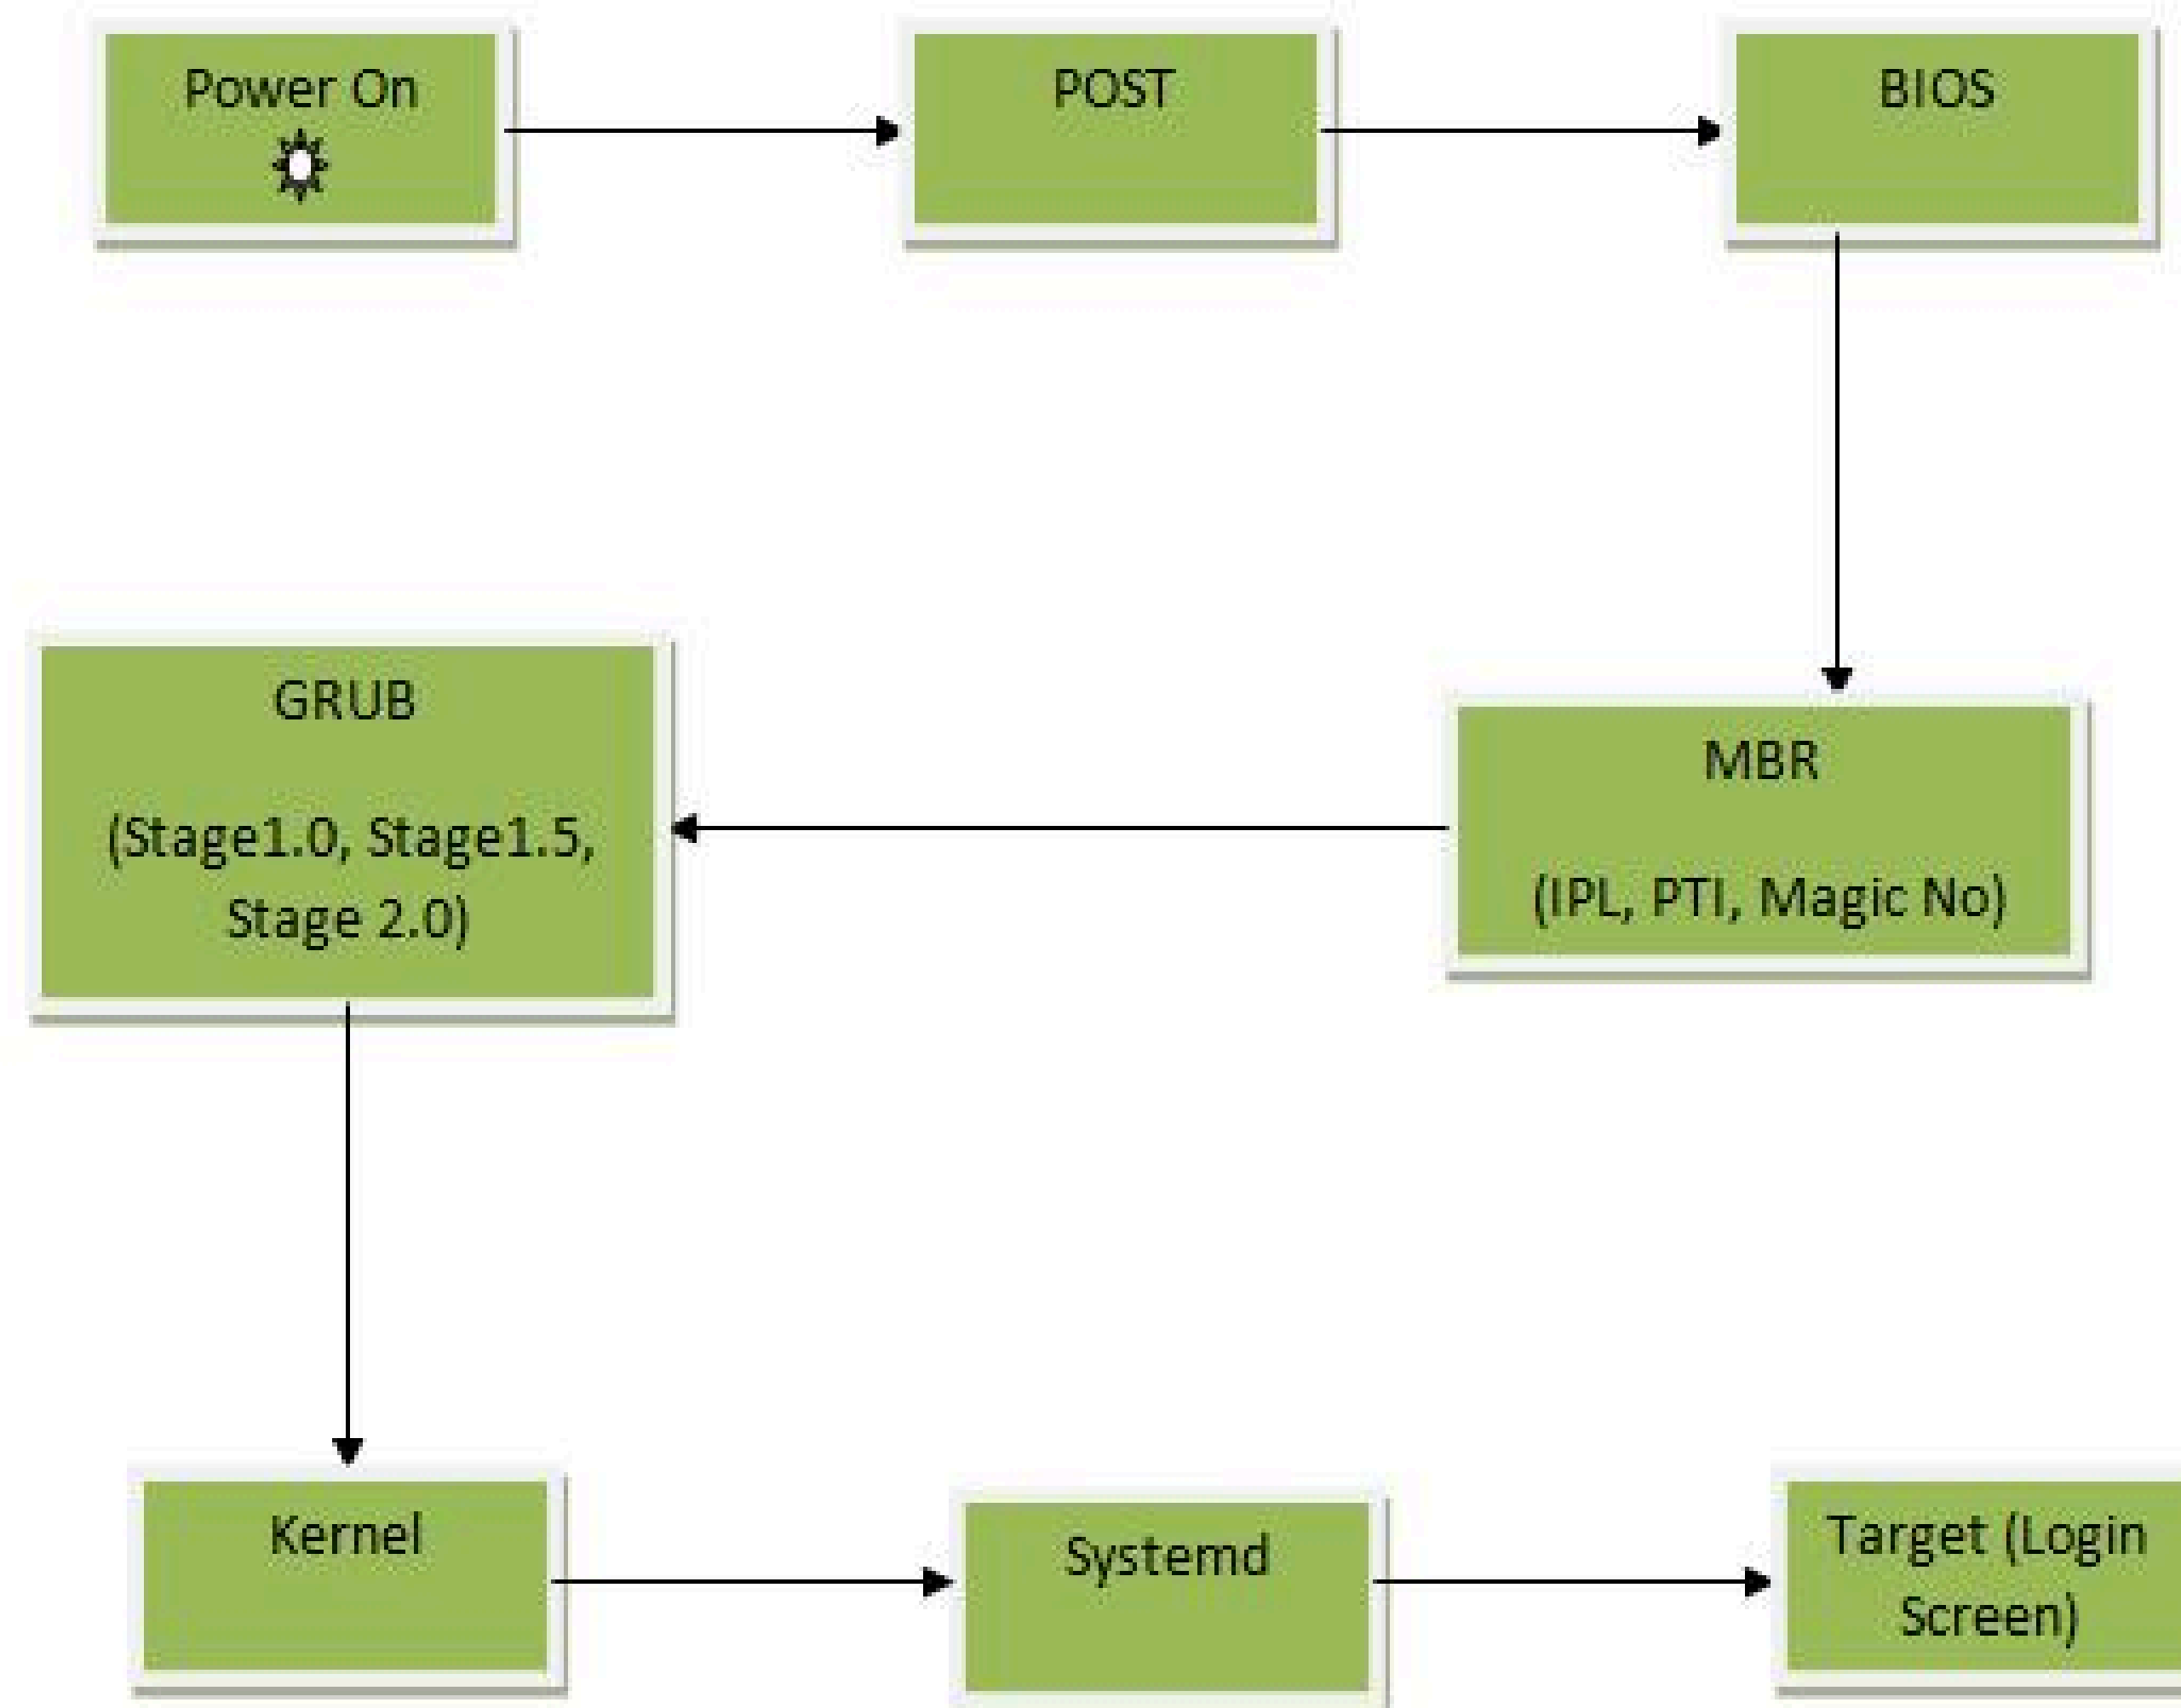 Power On
POST
BIOS
MBR
(IPL, PTI, Magic No)
GRUB
(Stage1.0, Stage1.5,
Stage 2.0)
Kernel
Systemd
Target (Login
Screen)